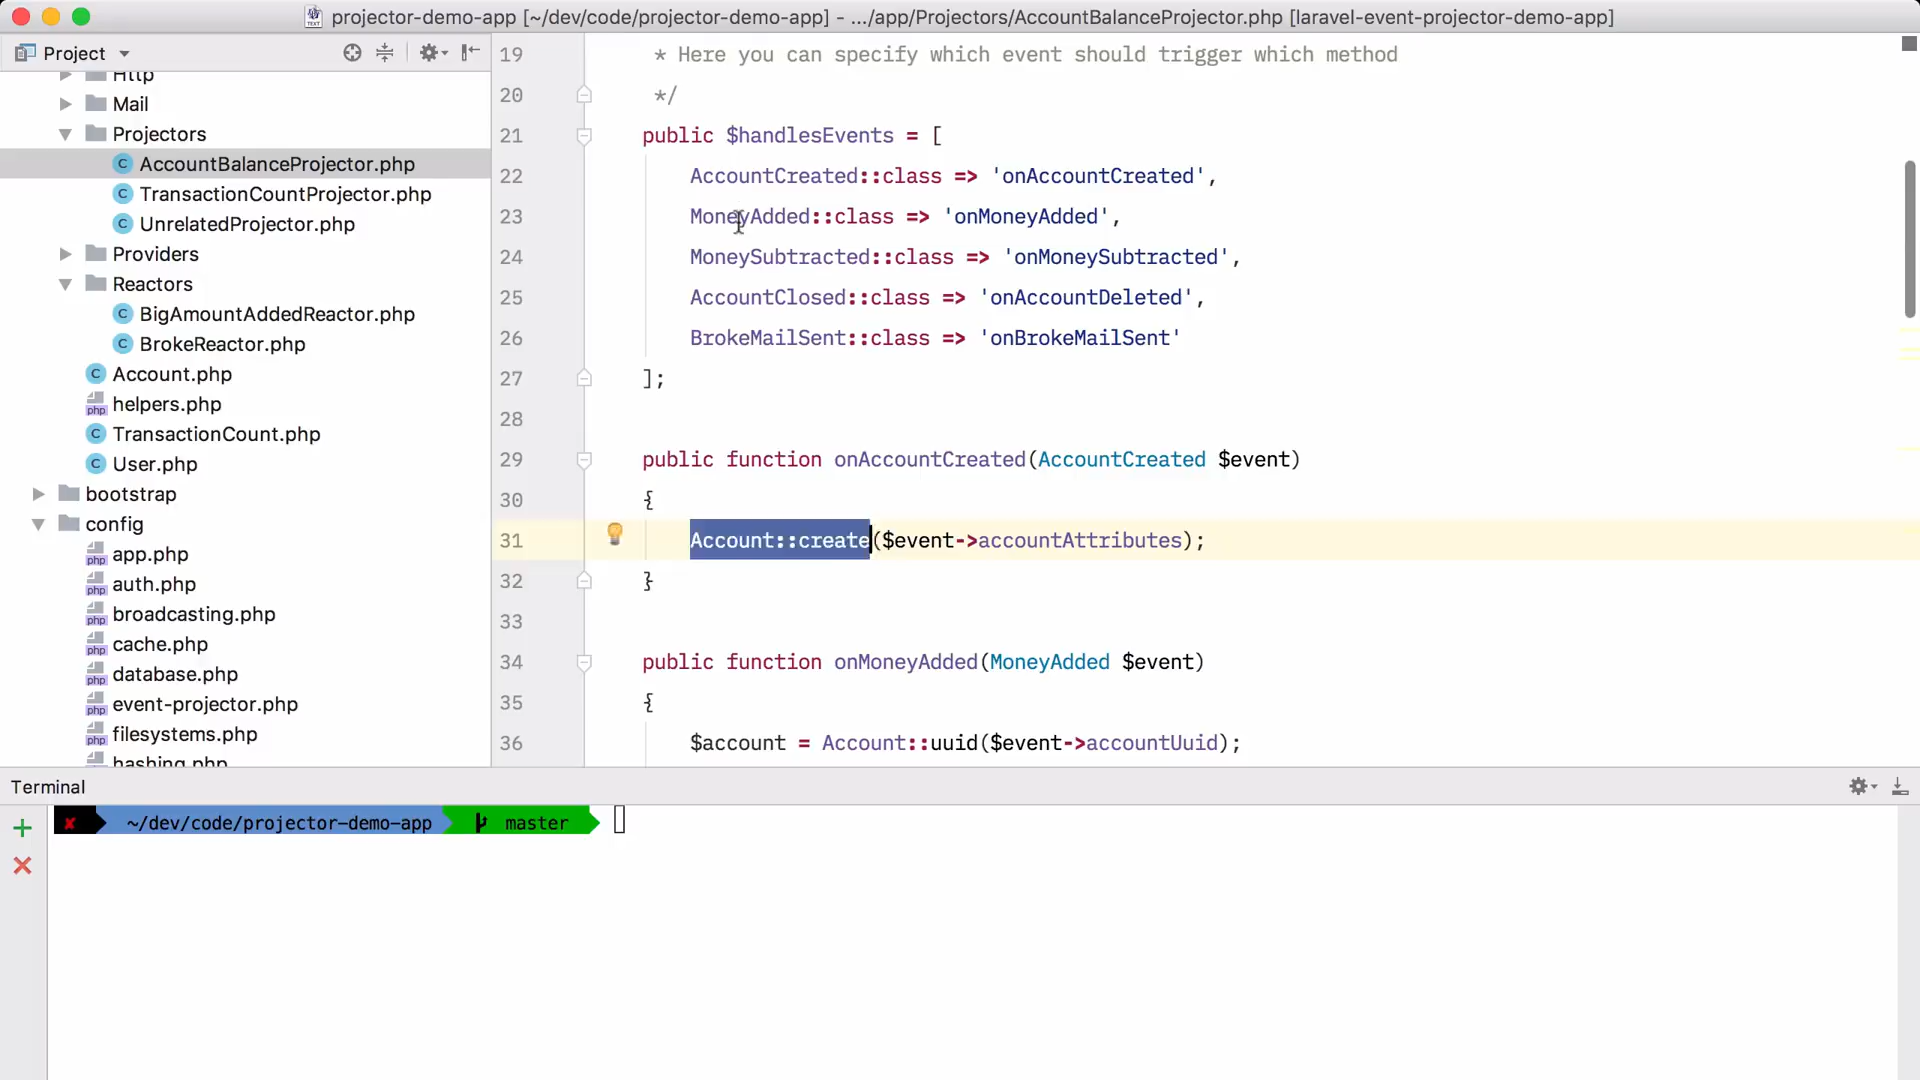 projector-demo-app [~/dev/code/projector-demo-app] - .../app/Projectors/AccountBalanceProjector.php [laravel-event-projector-demo-app]
Project
Http
Mail
Projectors
AccountBalanceProjector.php
TransactionCountProjector.php
UnrelatedProjector.php
Providers
Reactors
BigAmountAddedReactor.php
BrokeReactor.php
Account.php
helpers.php
TransactionCount.php
User.php
bootstrap
config
app.php
auth.php
broadcasting.php
cache.php
database.php
event-projector.php
filesystems.php
hashing.php
19 * Here you can specify which event should trigger which method
20 */
21 public $handlesEvents = [
22 AccountCreated::class => 'onAccountCreated',
23 MoneyAdded::class => 'onMoneyAdded',
24 MoneySubtracted::class => 'onMoneySubtracted',
25 AccountClosed::class => 'onAccountDeleted',
26 BrokeMailSent::class => 'onBrokeMailSent'
27 ];
28
29 public function onAccountCreated(AccountCreated $event)
30 {
31 Account::create($event->accountAttributes);
32 }
33
34 public function onMoneyAdded(MoneyAdded $event)
35 {
36 $account = Account::uuid($event->accountUuid);
Terminal
✘ ~/dev/code/projector-demo-app master